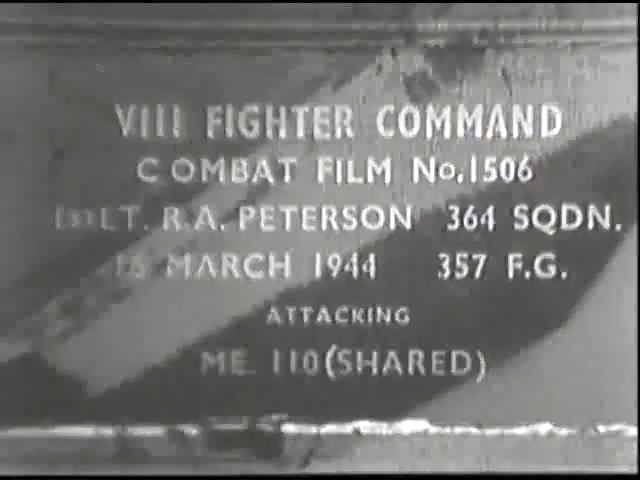 VIII FIGHTER COMMAND
COMBAT FILM No.1506
1ST LT. R.A. PETERSON 364 SQDN.
16 MARCH 1944 357 F.G.
ATTACKING
ME 110 (SHARED)